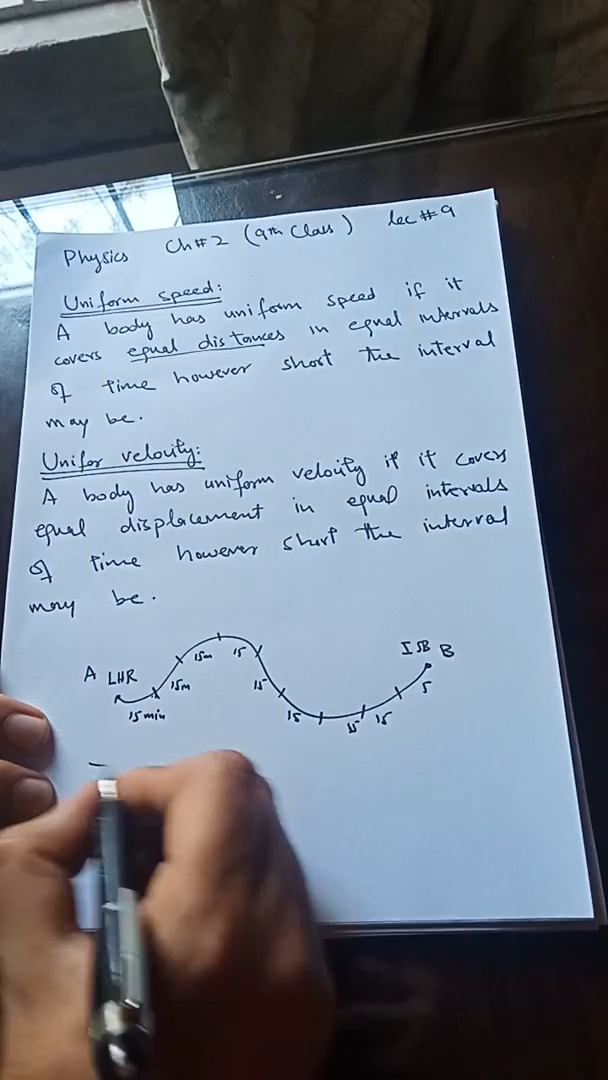 Physics Ch#2 (9th Class) lec #9
Uniform speed:
A body has uniform speed if it
covers equal distances in equal intervals
of time however short the interval
may be.
Unifor velocity:
A body has uniform velocity if it covers
equal displacement in equal intervals
of time however short the interval
may be.
A LHR
15 min
15m
15m
15
15
15
15
15
5
ISB B